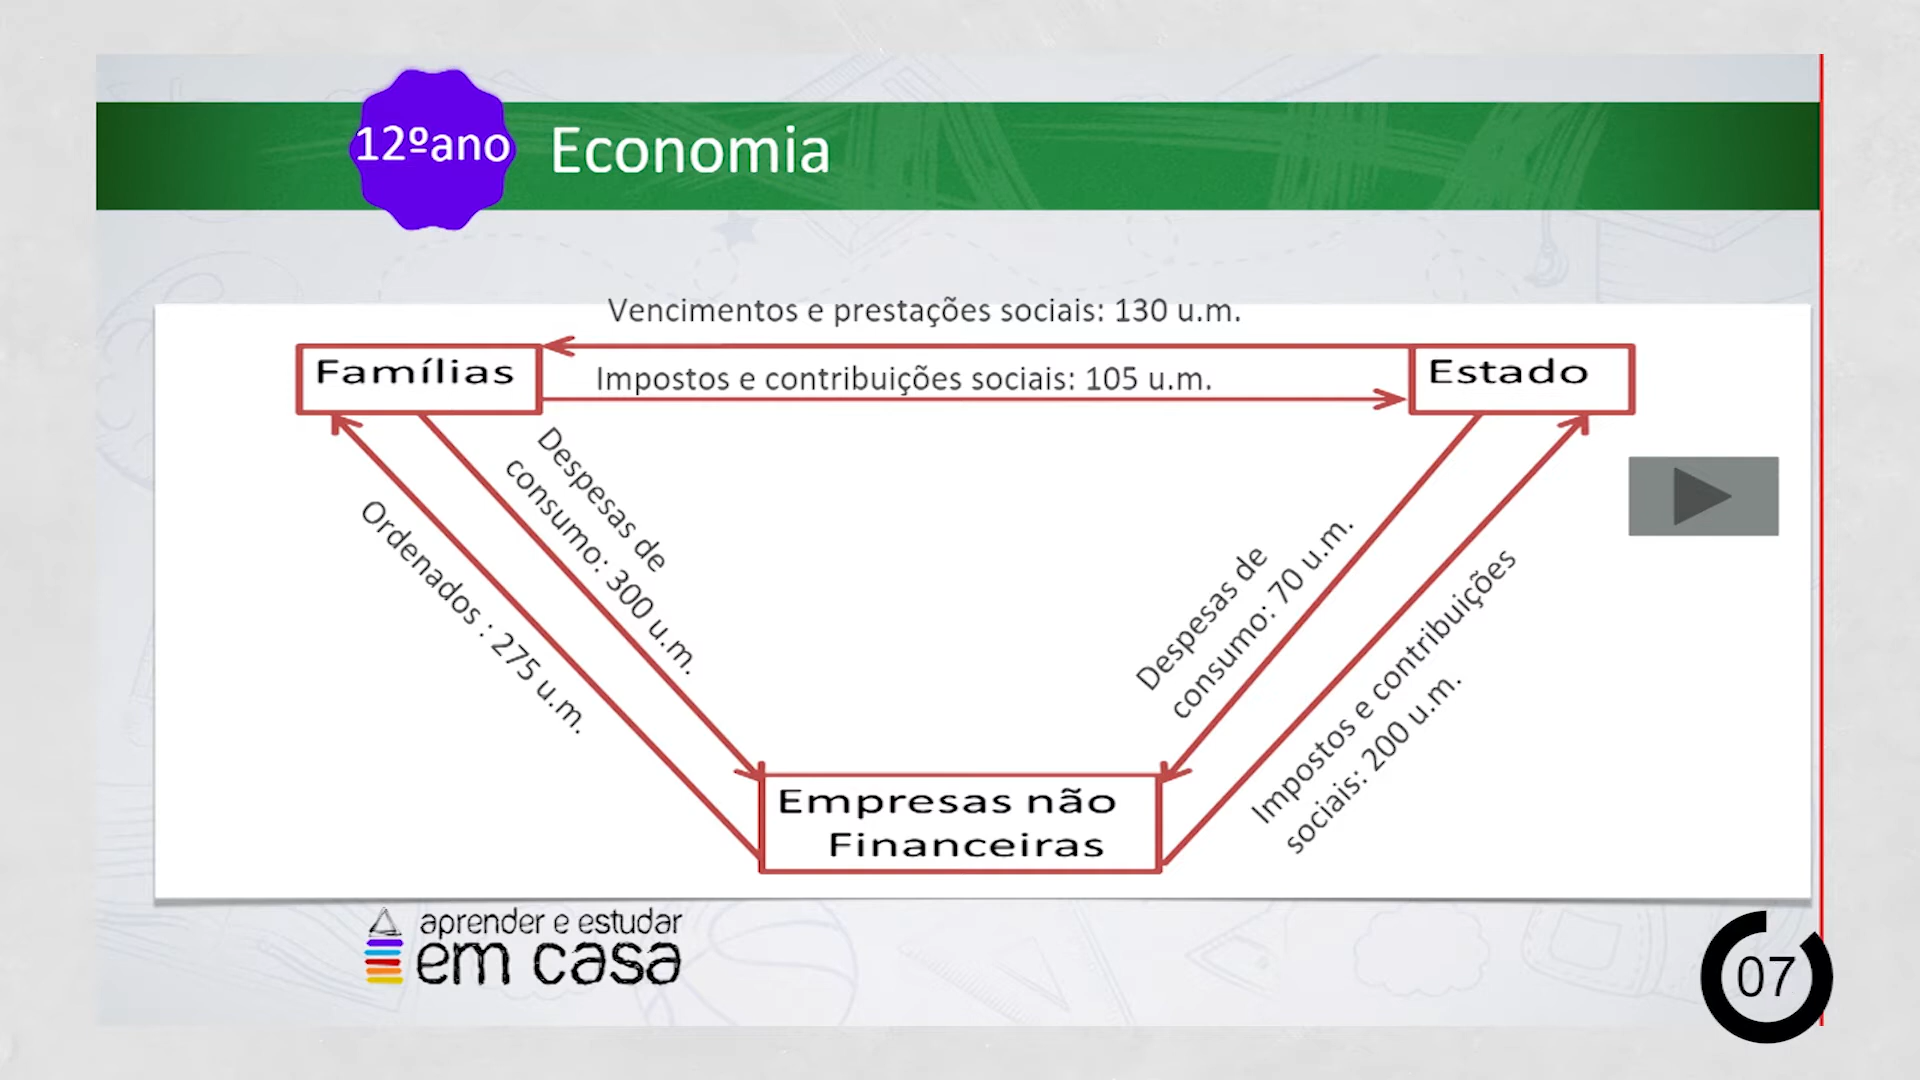 12ºano
Economia
Vencimentos e prestações sociais: 130 u.m.
Famílias
Estado
Impostos e contribuições sociais: 105 u.m.
Despesas de
consumo: 300 u.m.
Ordenados : 275 u.m.
Despesas de
consumo: 70 u.m.
Impostos e contribuições
sociais: 200 u.m.
Empresas não
Financeiras
aprender e estudar
em casa
07